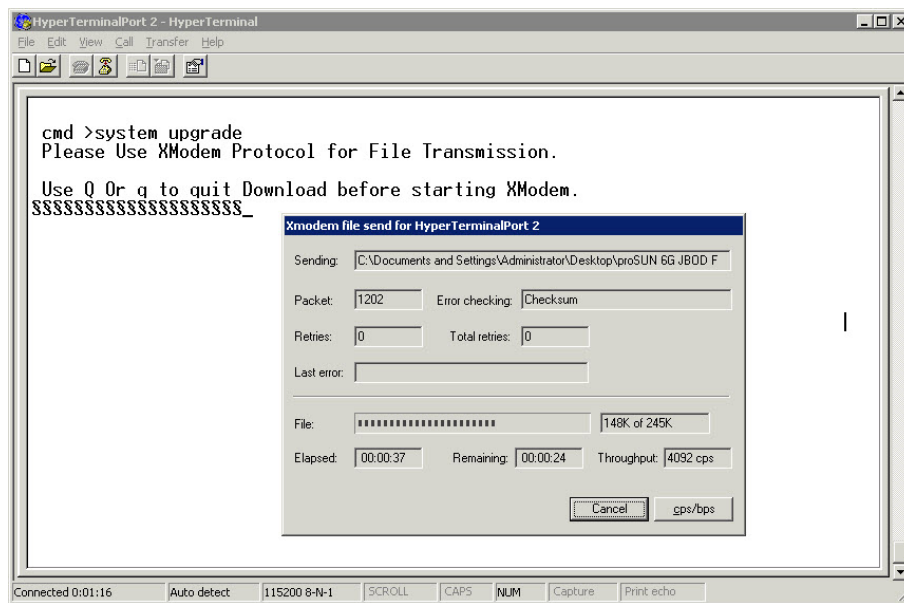 HyperTerminalPort 2 - HyperTerminal
File Edit View Call Transfer Help
cmd >system upgrade
Please Use XModem Protocol for File Transmission.
Use Q Or q to quit Download before starting XModem.
§§§§§§§§§§§§§§§§§§§§_
Xmodem file send for HyperTerminalPort 2
Sending: C:\Documents and Settings\Administrator\Desktop\proSUN 6G JBOD F
Packet: 1202 Error checking: Checksum
Retries: 0 Total retries: 0
Last error:
File: 148K of 245K
Elapsed: 00:00:37 Remaining: 00:00:24 Throughput: 4092 cps
Cancel cps/bps
Connected 0:01:16 Auto detect 115200 8-N-1 SCROLL CAPS NUM Capture Print echo